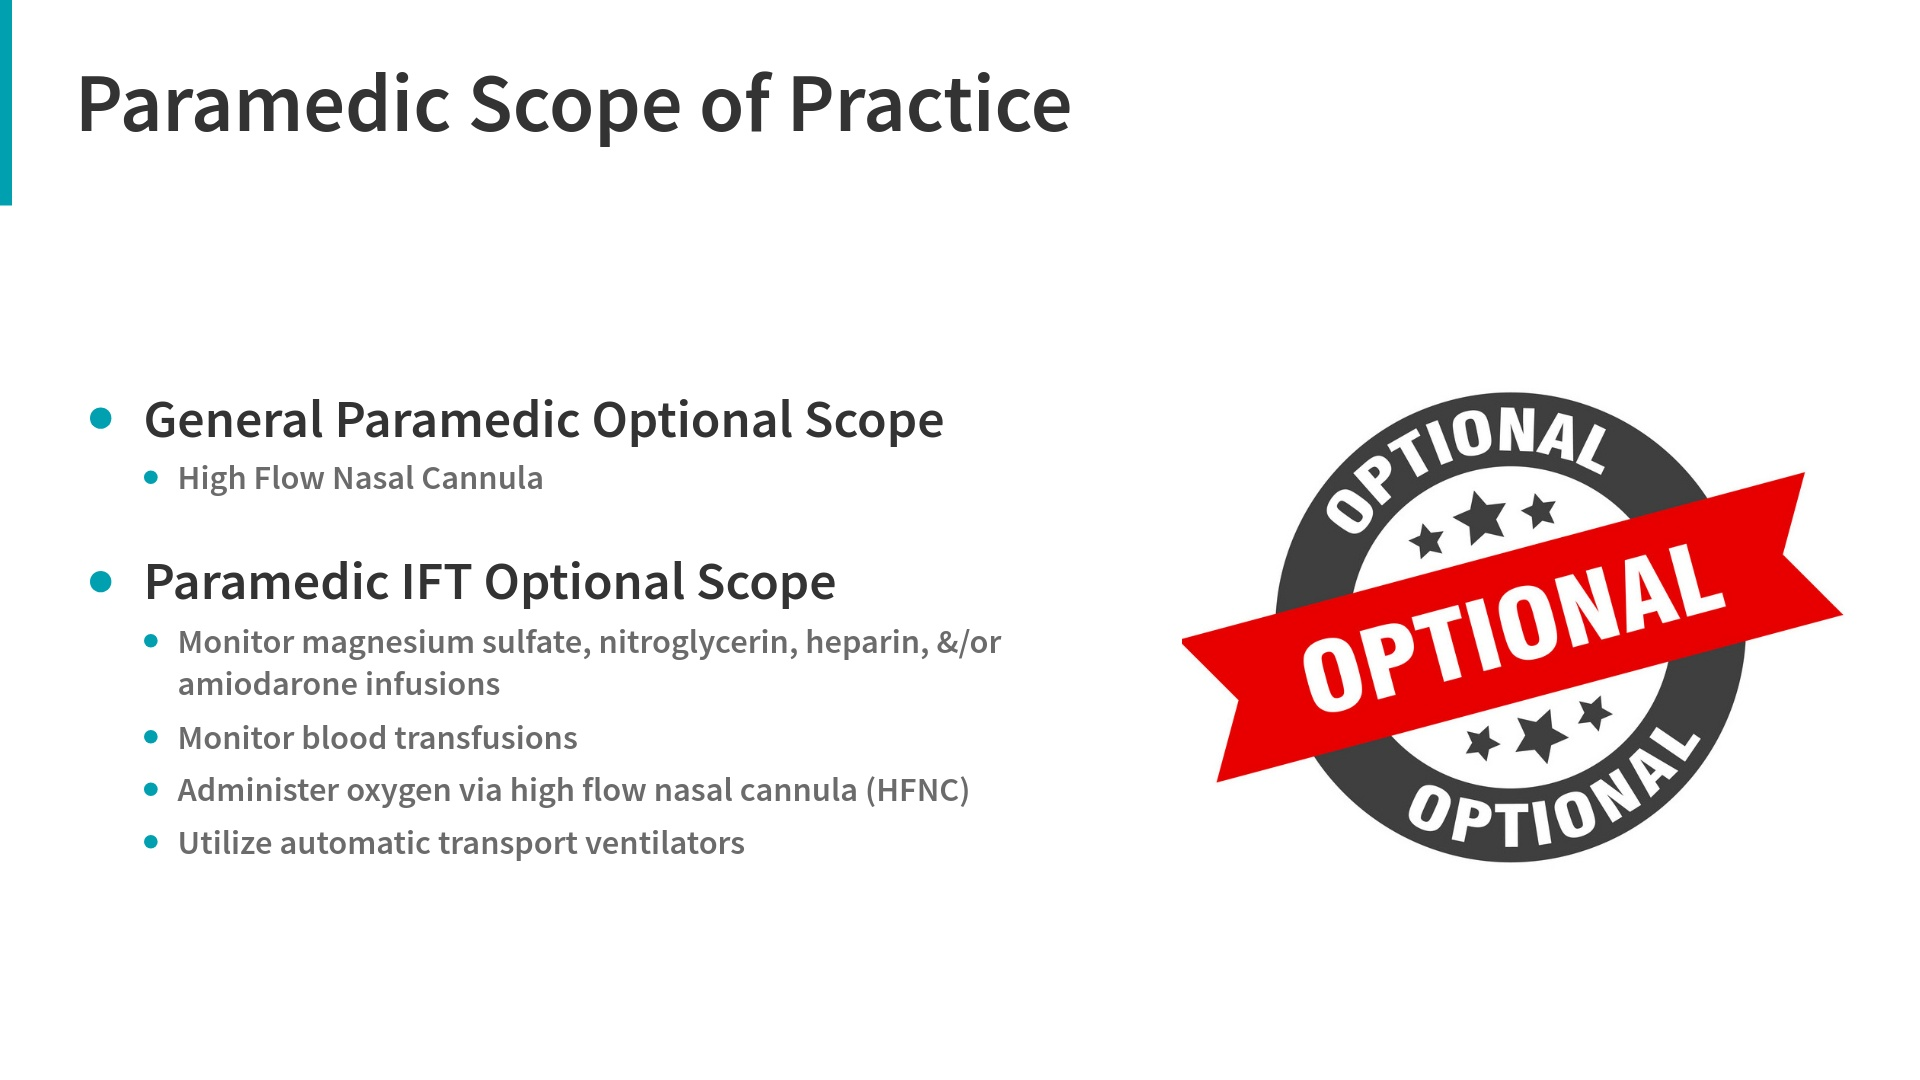 Paramedic Scope of Practice
General Paramedic Optional Scope
High Flow Nasal Cannula
Paramedic IFT Optional Scope
Monitor magnesium sulfate, nitroglycerin, heparin, &/or
amiodarone infusions
Monitor blood transfusions
Administer oxygen via high flow nasal cannula (HFNC)
Utilize automatic transport ventilators
OPTIONAL
OPTIONAL
OPTIONAL